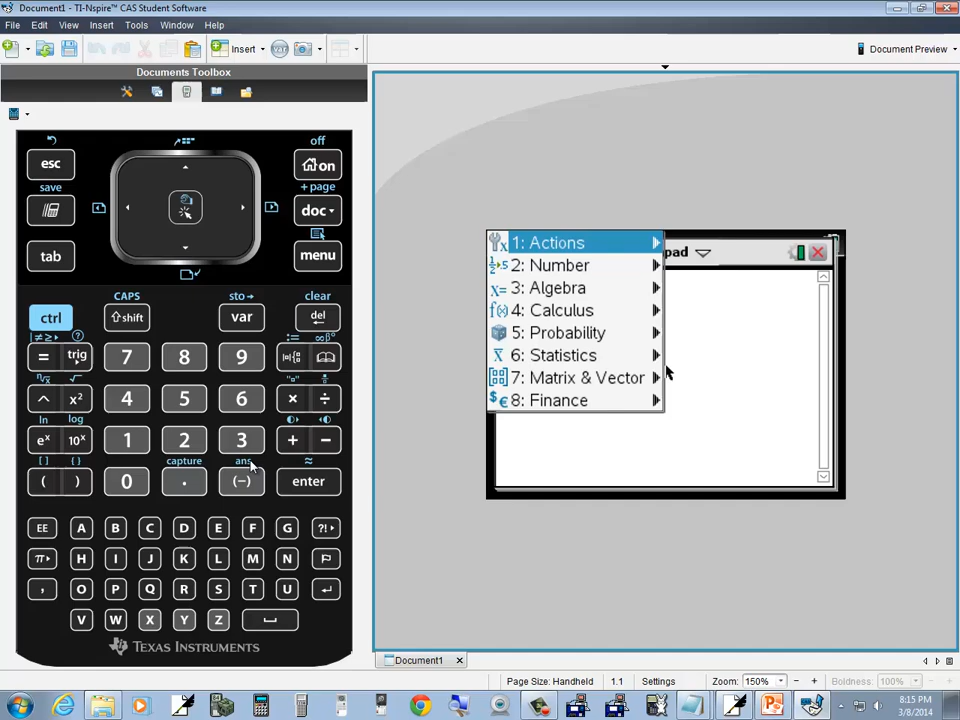 Document1 - TI-Nspire™ CAS Student Software
File Edit View Insert Tools Window Help
Insert
VAR
Document Preview
Documents Toolbox
off
esc
on
save
+ page
doc
tab
menu
CAPS
sto→
clear
ctrl
⇧shift
var
del
= trig 7 8 9
^ x² 4 5 6 × ÷
ln log
eˣ 10ˣ 1 2 3 + −
[ ] { } capture ans ≈
( ) 0 . (−) enter
EE A B C D E F G ?!▸
π▸ H I J K L M N
, O P Q R S T U
V W X Y Z
TEXAS INSTRUMENTS
1: Actions
pad
2: Number
3: Algebra
4: Calculus
5: Probability
6: Statistics
7: Matrix & Vector
8: Finance
Document1
Page Size: Handheld 1.1 Settings Zoom: 150% − + Boldness: 100% − +
8:15 PM
3/8/2014